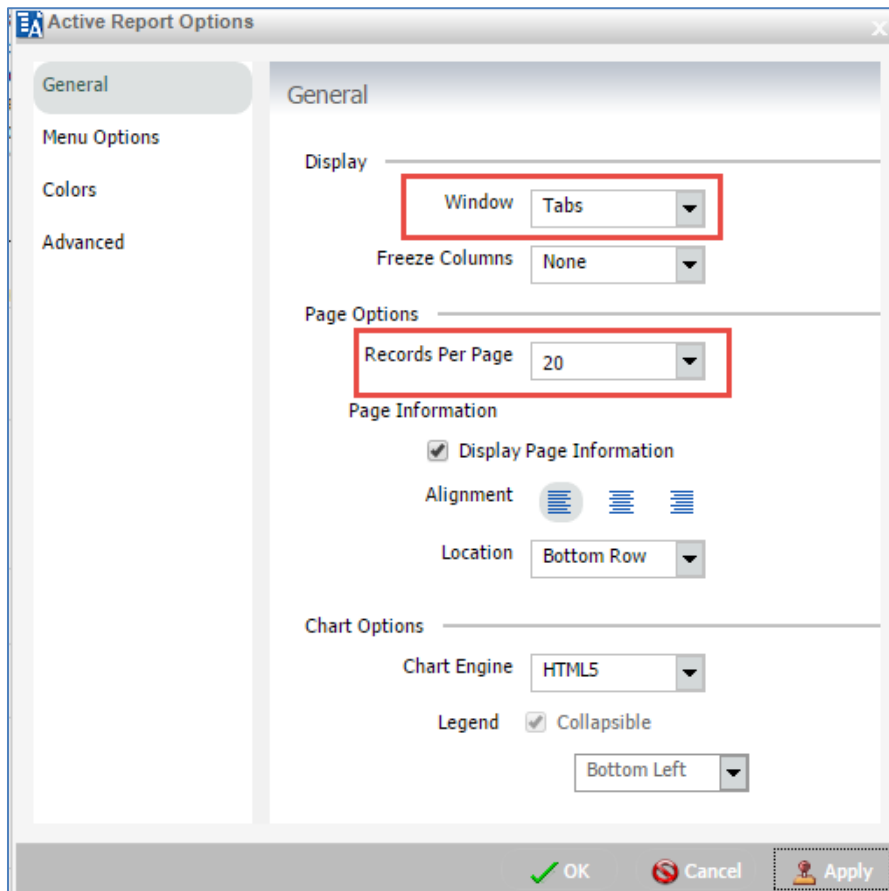 Active Report Options
General
Menu Options
Colors
Advanced
General
Display
Window Tabs
Freeze Columns None
Page Options
Records Per Page 20
Page Information
Display Page Information
Alignment
Location Bottom Row
Chart Options
Chart Engine HTML5
Legend Collapsible
Bottom Left
OK Cancel Apply